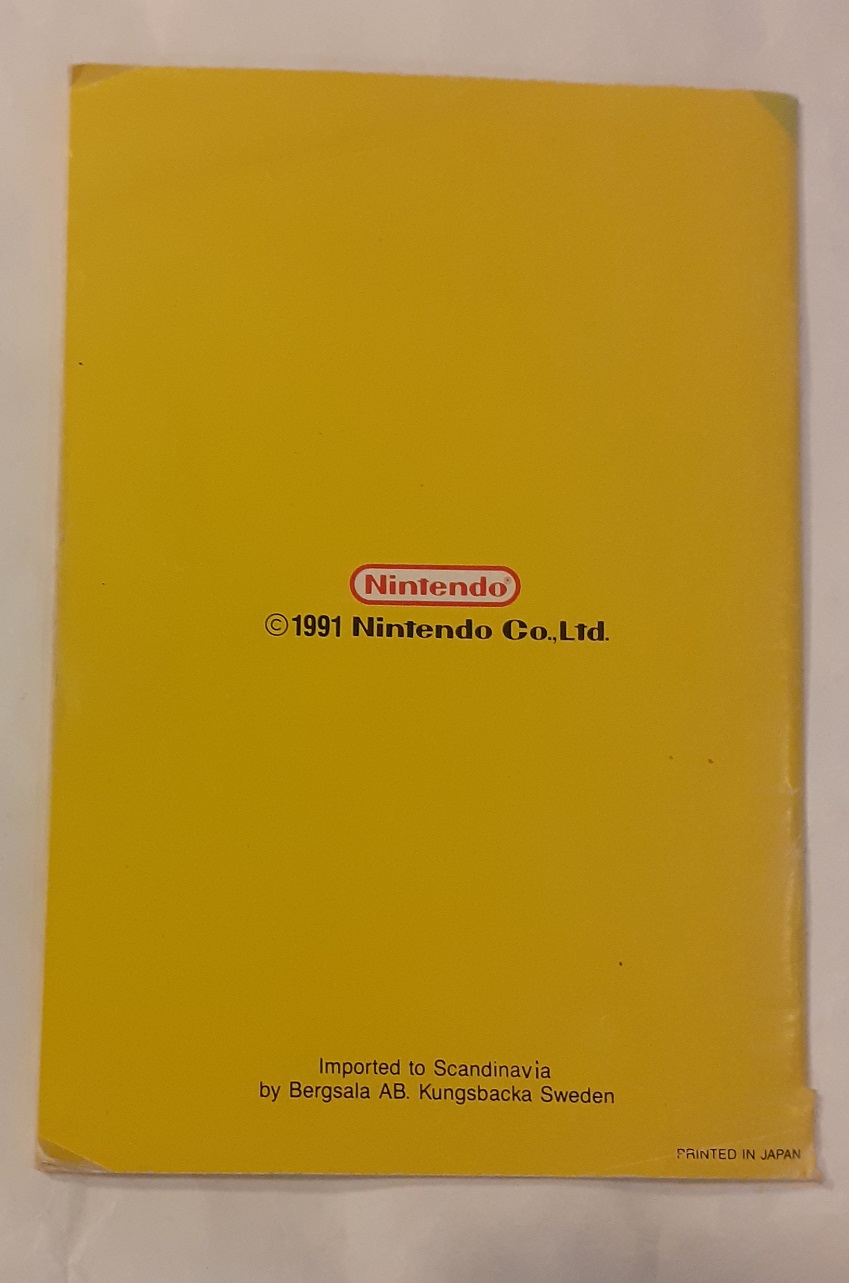 Nintendo®
©1991 Nintendo Co.,Ltd.
Imported to Scandinavia
by Bergsala AB. Kungsbacka Sweden
PRINTED IN JAPAN